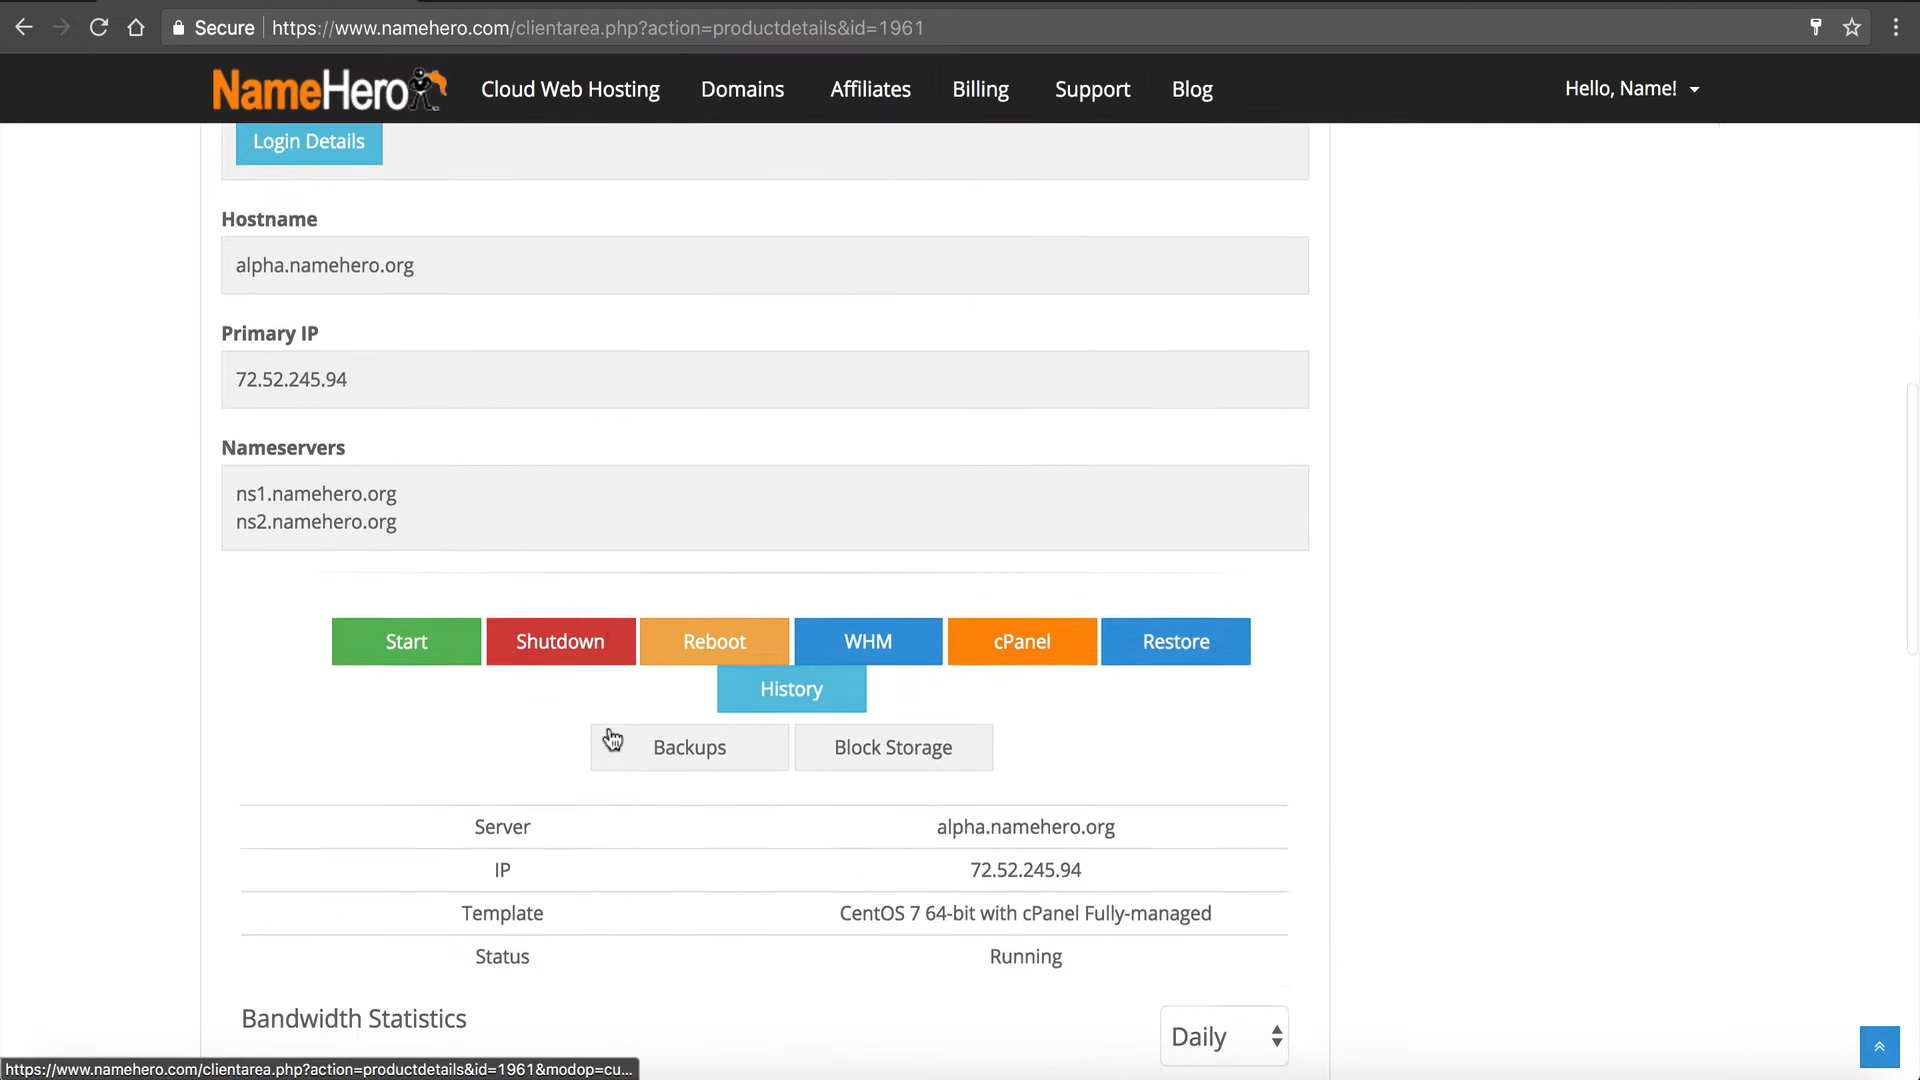 Secure https://www.namehero.com/clientarea.php?action=productdetails&id=1961
NameHero Cloud Web Hosting Domains Affiliates Billing Support Blog Hello, Name!
Login Details
Hostname
alpha.namehero.org
Primary IP
72.52.245.94
Nameservers
ns1.namehero.org
ns2.namehero.org
Start Shutdown Reboot WHM cPanel Restore
History
Backups Block Storage
Server alpha.namehero.org
IP 72.52.245.94
Template CentOS 7 64-bit with cPanel Fully-managed
Status Running
Bandwidth Statistics Daily
https://www.namehero.com/clientarea.php?action=productdetails&id=1961&modop=cu...